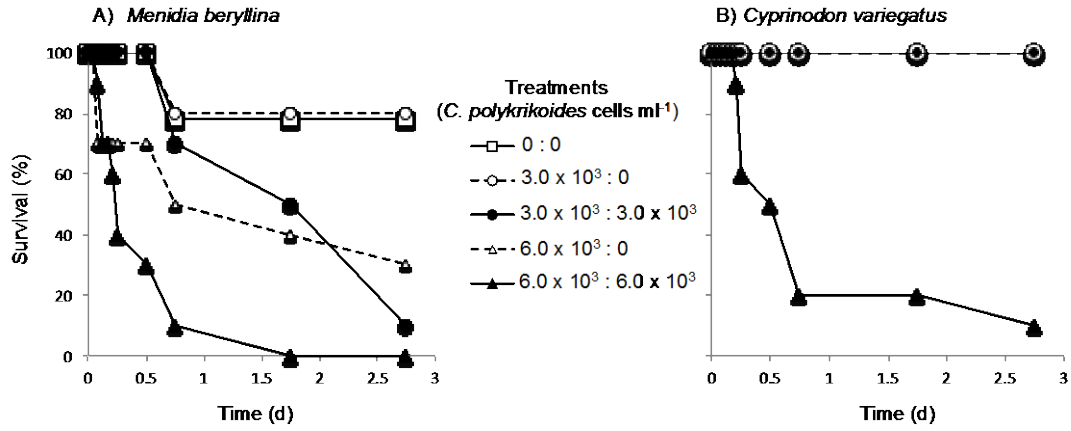 A) Menidia beryllina
B) Cyprinodon variegatus
Survival (%)
100
80
60
40
20
0
0
0.5
1
1.5
2
2.5
3
Time (d)
Treatments
(C. polykrikoides cells ml⁻¹)
0 : 0
3.0 x 10³ : 0
3.0 x 10³ : 3.0 x 10³
6.0 x 10³ : 0
6.0 x 10³ : 6.0 x 10³
0
0.5
1
1.5
2
2.5
3
Time (d)